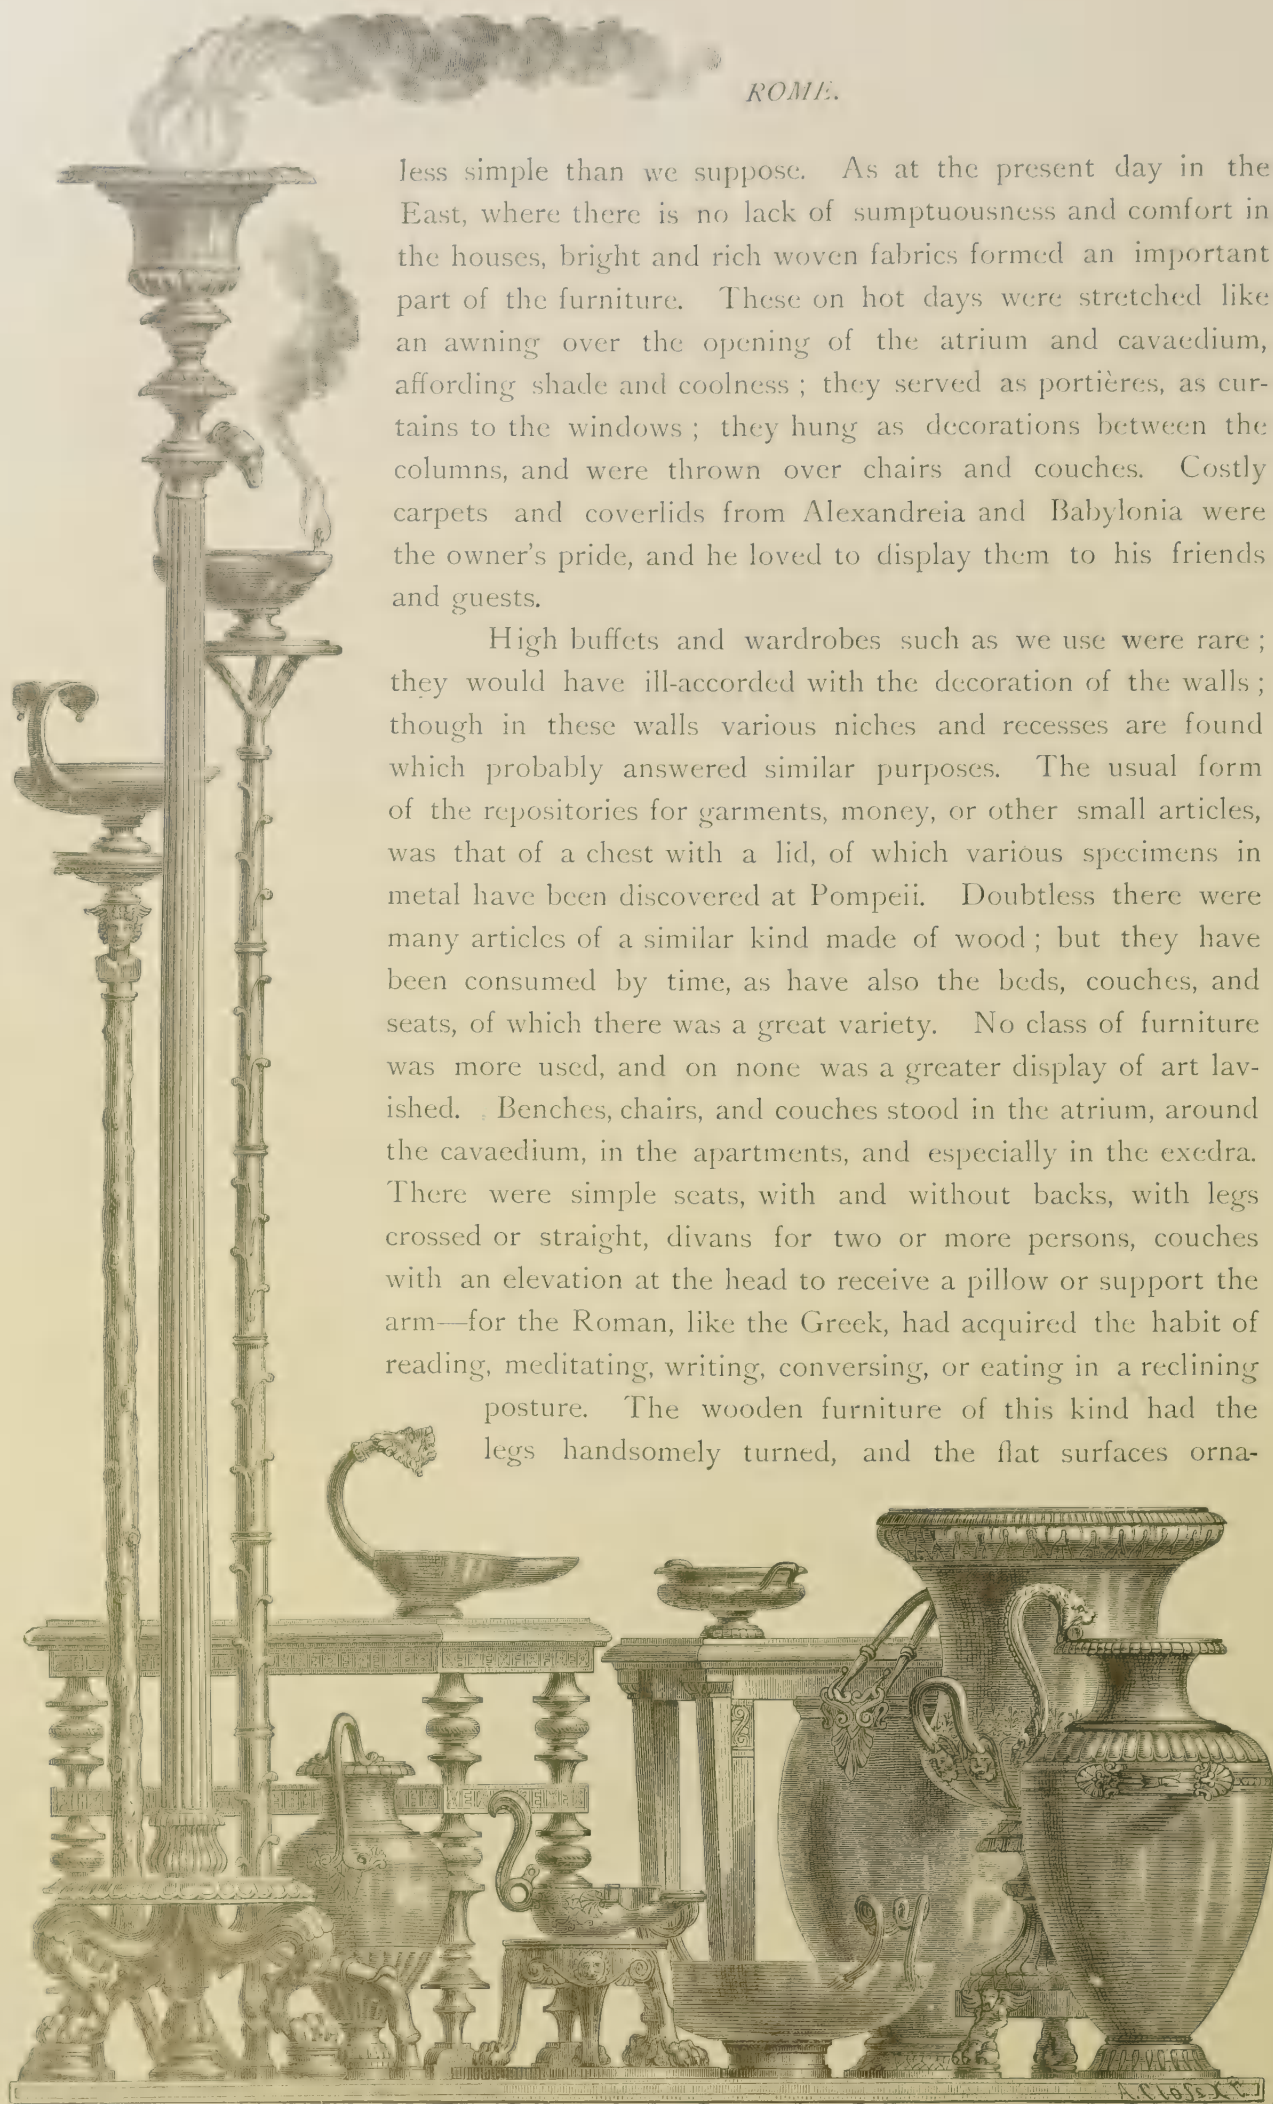 ROME.
less simple than we suppose. As at the present day in the
East, where there is no lack of sumptuousness and comfort in
the houses, bright and rich woven fabrics formed an important
part of the furniture. These on hot days were stretched like
an awning over the opening of the atrium and cavaedium,
affording shade and coolness ; they served as portières, as cur-
tains to the windows ; they hung as decorations between the
columns, and were thrown over chairs and couches. Costly
carpets and coverlids from Alexandreia and Babylonia were
the owner's pride, and he loved to display them to his friends
and guests.
High buffets and wardrobes such as we use were rare ;
they would have ill-accorded with the decoration of the walls ;
though in these walls various niches and recesses are found
which probably answered similar purposes. The usual form
of the repositories for garments, money, or other small articles,
was that of a chest with a lid, of which various specimens in
metal have been discovered at Pompeii. Doubtless there were
many articles of a similar kind made of wood ; but they have
been consumed by time, as have also the beds, couches, and
seats, of which there was a great variety. No class of furniture
was more used, and on none was a greater display of art lav-
ished. Benches, chairs, and couches stood in the atrium, around
the cavaedium, in the apartments, and especially in the exedra.
There were simple seats, with and without backs, with legs
crossed or straight, divans for two or more persons, couches
with an elevation at the head to receive a pillow or support the
arm—for the Roman, like the Greek, had acquired the habit of
reading, meditating, writing, conversing, or eating in a reclining
posture. The wooden furniture of this kind had the
legs handsomely turned, and the flat surfaces orna-